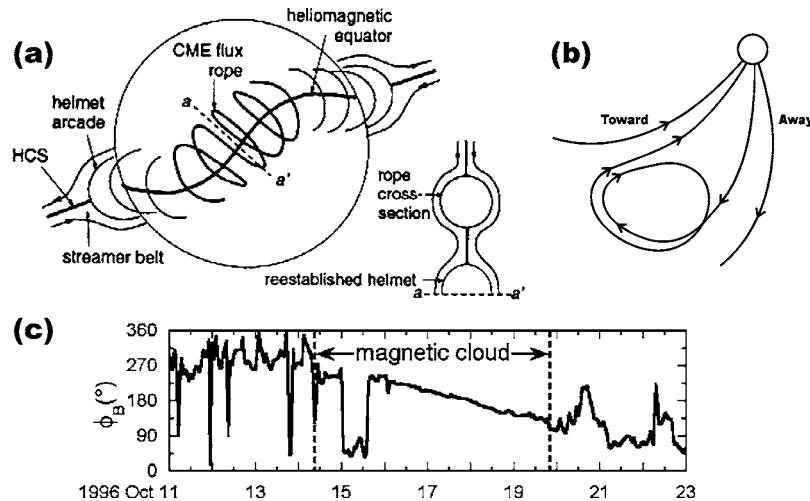 (a)
heliomagnetic
equator
CME flux
rope
a
helmet
arcade
HCS
a'
streamer belt
rope
cross-
section
reestablished helmet
a
a'
(b)
Toward
Away
(c)
360
270
180
90
0
ϕB(°)
magnetic cloud
1996 Oct 11
13
15
17
19
21
23